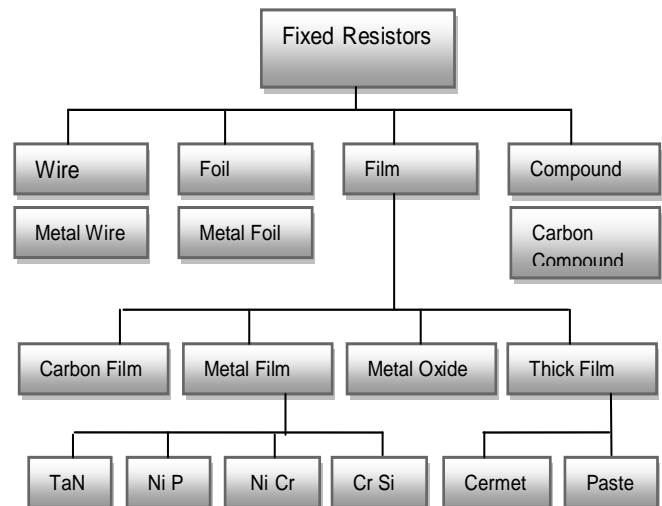 Fixed Resistors
Wire
Foil
Film
Compound
Metal Wire
Metal Foil
Carbon
Compound
Carbon Film
Metal Film
Metal Oxide
Thick Film
TaN
Ni P
Ni Cr
Cr Si
Cermet
Paste